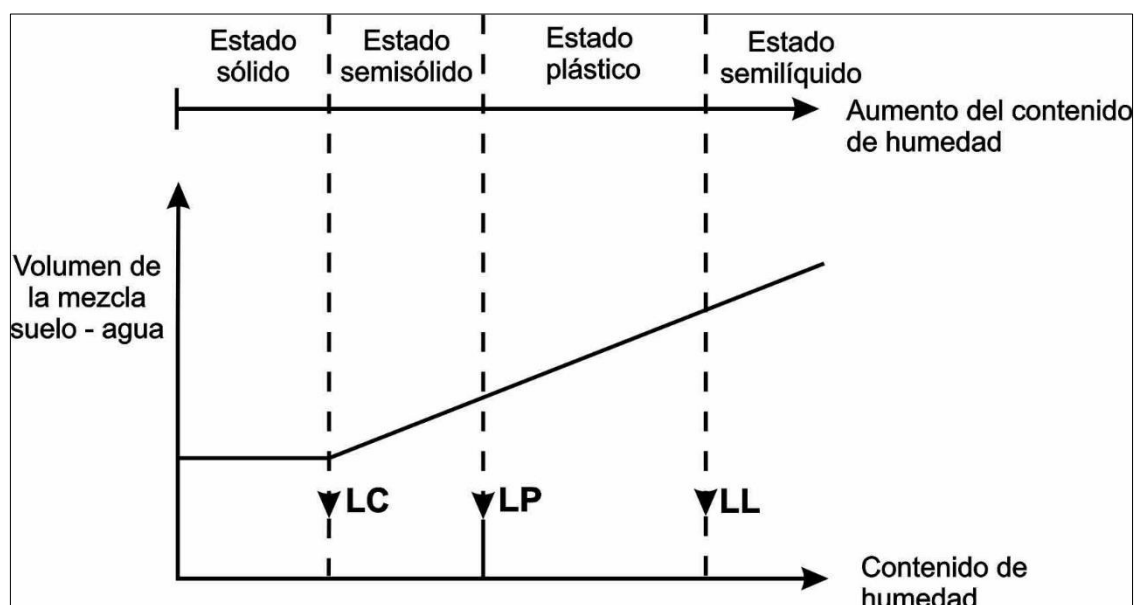 Estado
sólido
Estado
semisólido
Estado
plástico
Estado
semilíquido
Aumento del contenido
de humedad
Volumen de
la mezcla
suelo - agua
LC
LP
LL
Contenido de
humedad